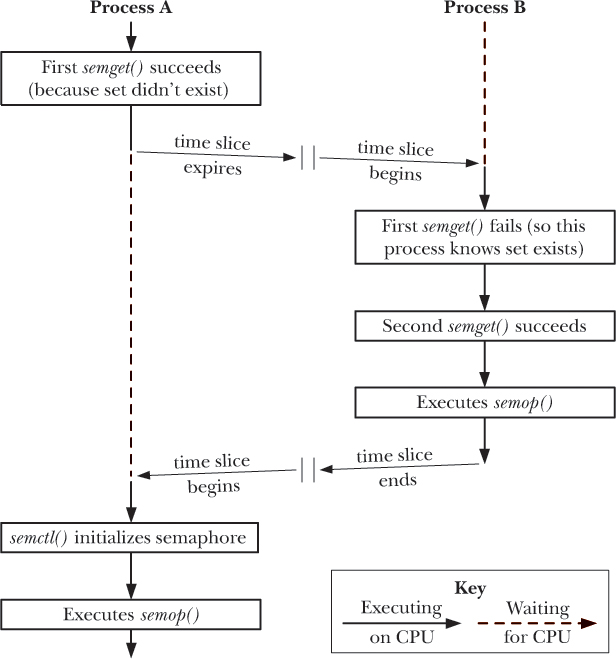 Process A
Process B
First semget() succeeds
(because set didn’t exist)
time slice
expires
time slice
begins
First semget() fails (so this
process knows set exists)
Second semget() succeeds
Executes semop()
time slice
ends
time slice
begins
semctl() initializes semaphore
Executes semop()
Key
Executing
on CPU
Waiting
for CPU